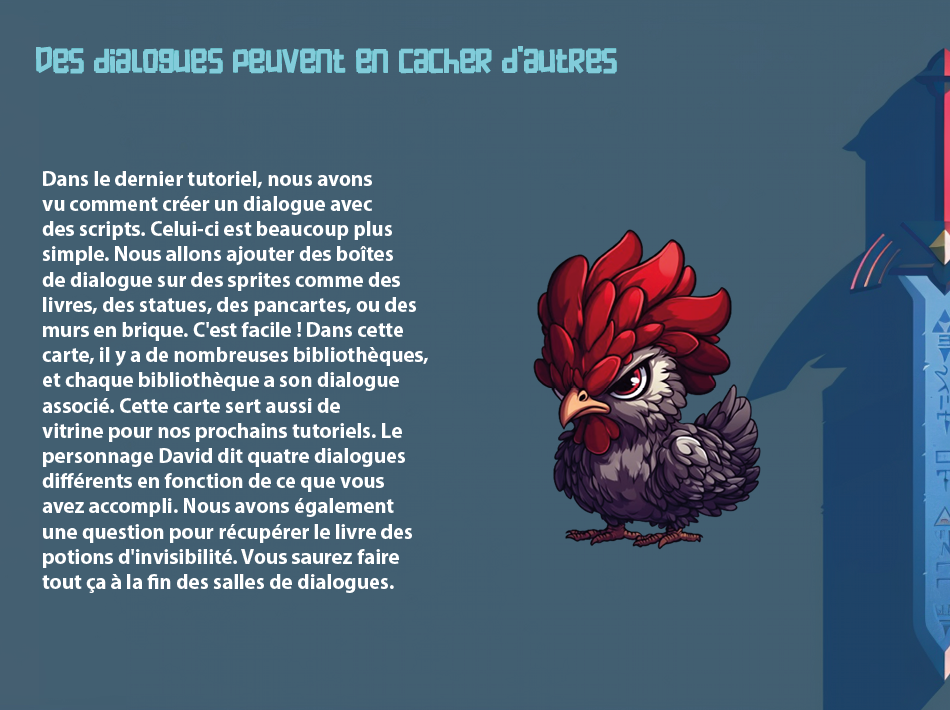 Des dialogues peuvent en cacher d'autres
Dans le dernier tutoriel, nous avons
vu comment créer un dialogue avec
des scripts. Celui-ci est beaucoup plus
simple. Nous allons ajouter des boîtes
de dialogue sur des sprites comme des
livres, des statues, des pancartes, ou des
murs en brique. C'est facile ! Dans cette
carte, il y a de nombreuses bibliothèques,
et chaque bibliothèque a son dialogue
associé. Cette carte sert aussi de
vitrine pour nos prochains tutoriels. Le
personnage David dit quatre dialogues
différents en fonction de ce que vous
avez accompli. Nous avons également
une question pour récupérer le livre des
potions d'invisibilité. Vous saurez faire
tout ça à la fin des salles de dialogues.